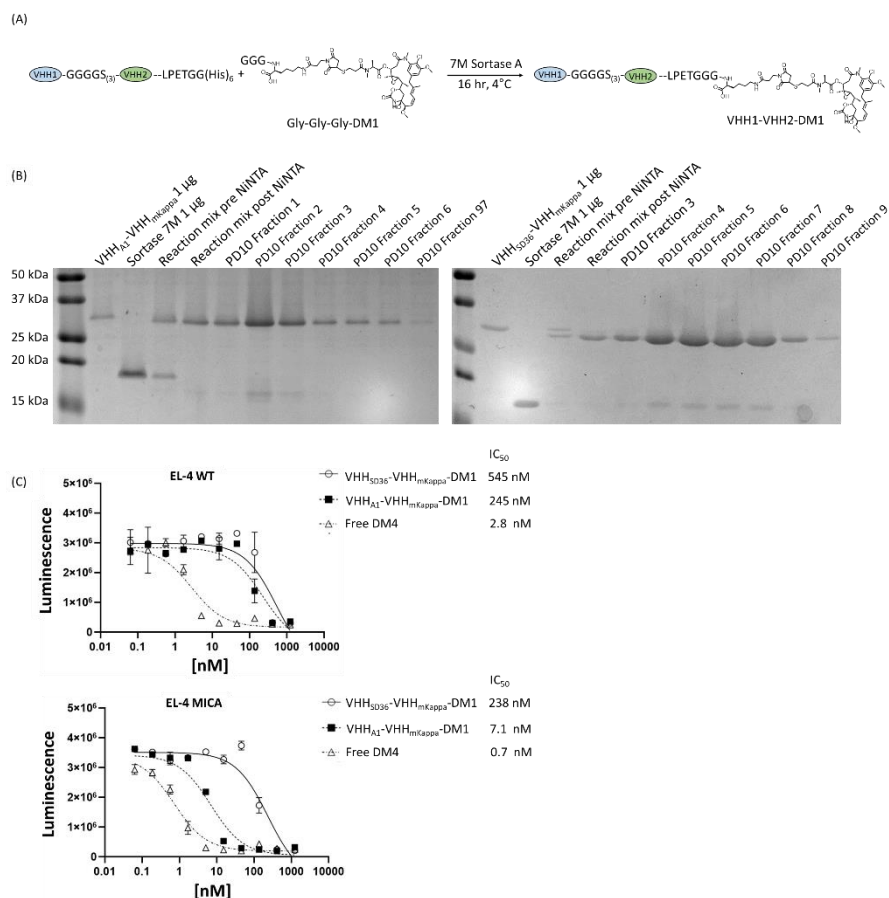 (A)
VHH1 -GGGGS(3)- VHH2 --LPETGG(His)6 + GGG
7M Sortase A
16 hr, 4°C
VHH1 -GGGGS(3)- VHH2 --LPETGGG
Gly-Gly-Gly-DM1
VHH1-VHH2-DM1
(B)
VHHA1-VHHmKappa 1 µg
Sortase 7M 1 µg
Reaction mix pre NiNTA
Reaction mix post NiNTA
PD10 Fraction 1
PD10 Fraction 2
PD10 Fraction 3
PD10 Fraction 4
PD10 Fraction 5
PD10 Fraction 6
PD10 Fraction 97
VHHSD36-VHHmKappa 1 µg
Sortase 7M 1 µg
Reaction mix pre NiNTA
Reaction mix post NiNTA
PD10 Fraction 3
PD10 Fraction 4
PD10 Fraction 5
PD10 Fraction 6
PD10 Fraction 7
PD10 Fraction 8
PD10 Fraction 9
50 kDa
37 kDa
25 kDa
20 kDa
15 kDa
(C)
EL-4 WT
Luminescence
5×10⁶
4×10⁶
3×10⁶
2×10⁶
1×10⁶
0
0.01 0.1 1 10 100 1000 10000
[nM]
IC50
VHHSD36-VHHmKappa-DM1 545 nM
VHHA1-VHHmKappa-DM1 245 nM
Free DM4 2.8 nM
EL-4 MICA
Luminescence
5×10⁶
4×10⁶
3×10⁶
2×10⁶
1×10⁶
0
0.01 0.1 1 10 100 1000 10000
[nM]
IC50
VHHSD36-VHHmKappa-DM1 238 nM
VHHA1-VHHmKappa-DM1 7.1 nM
Free DM4 0.7 nM